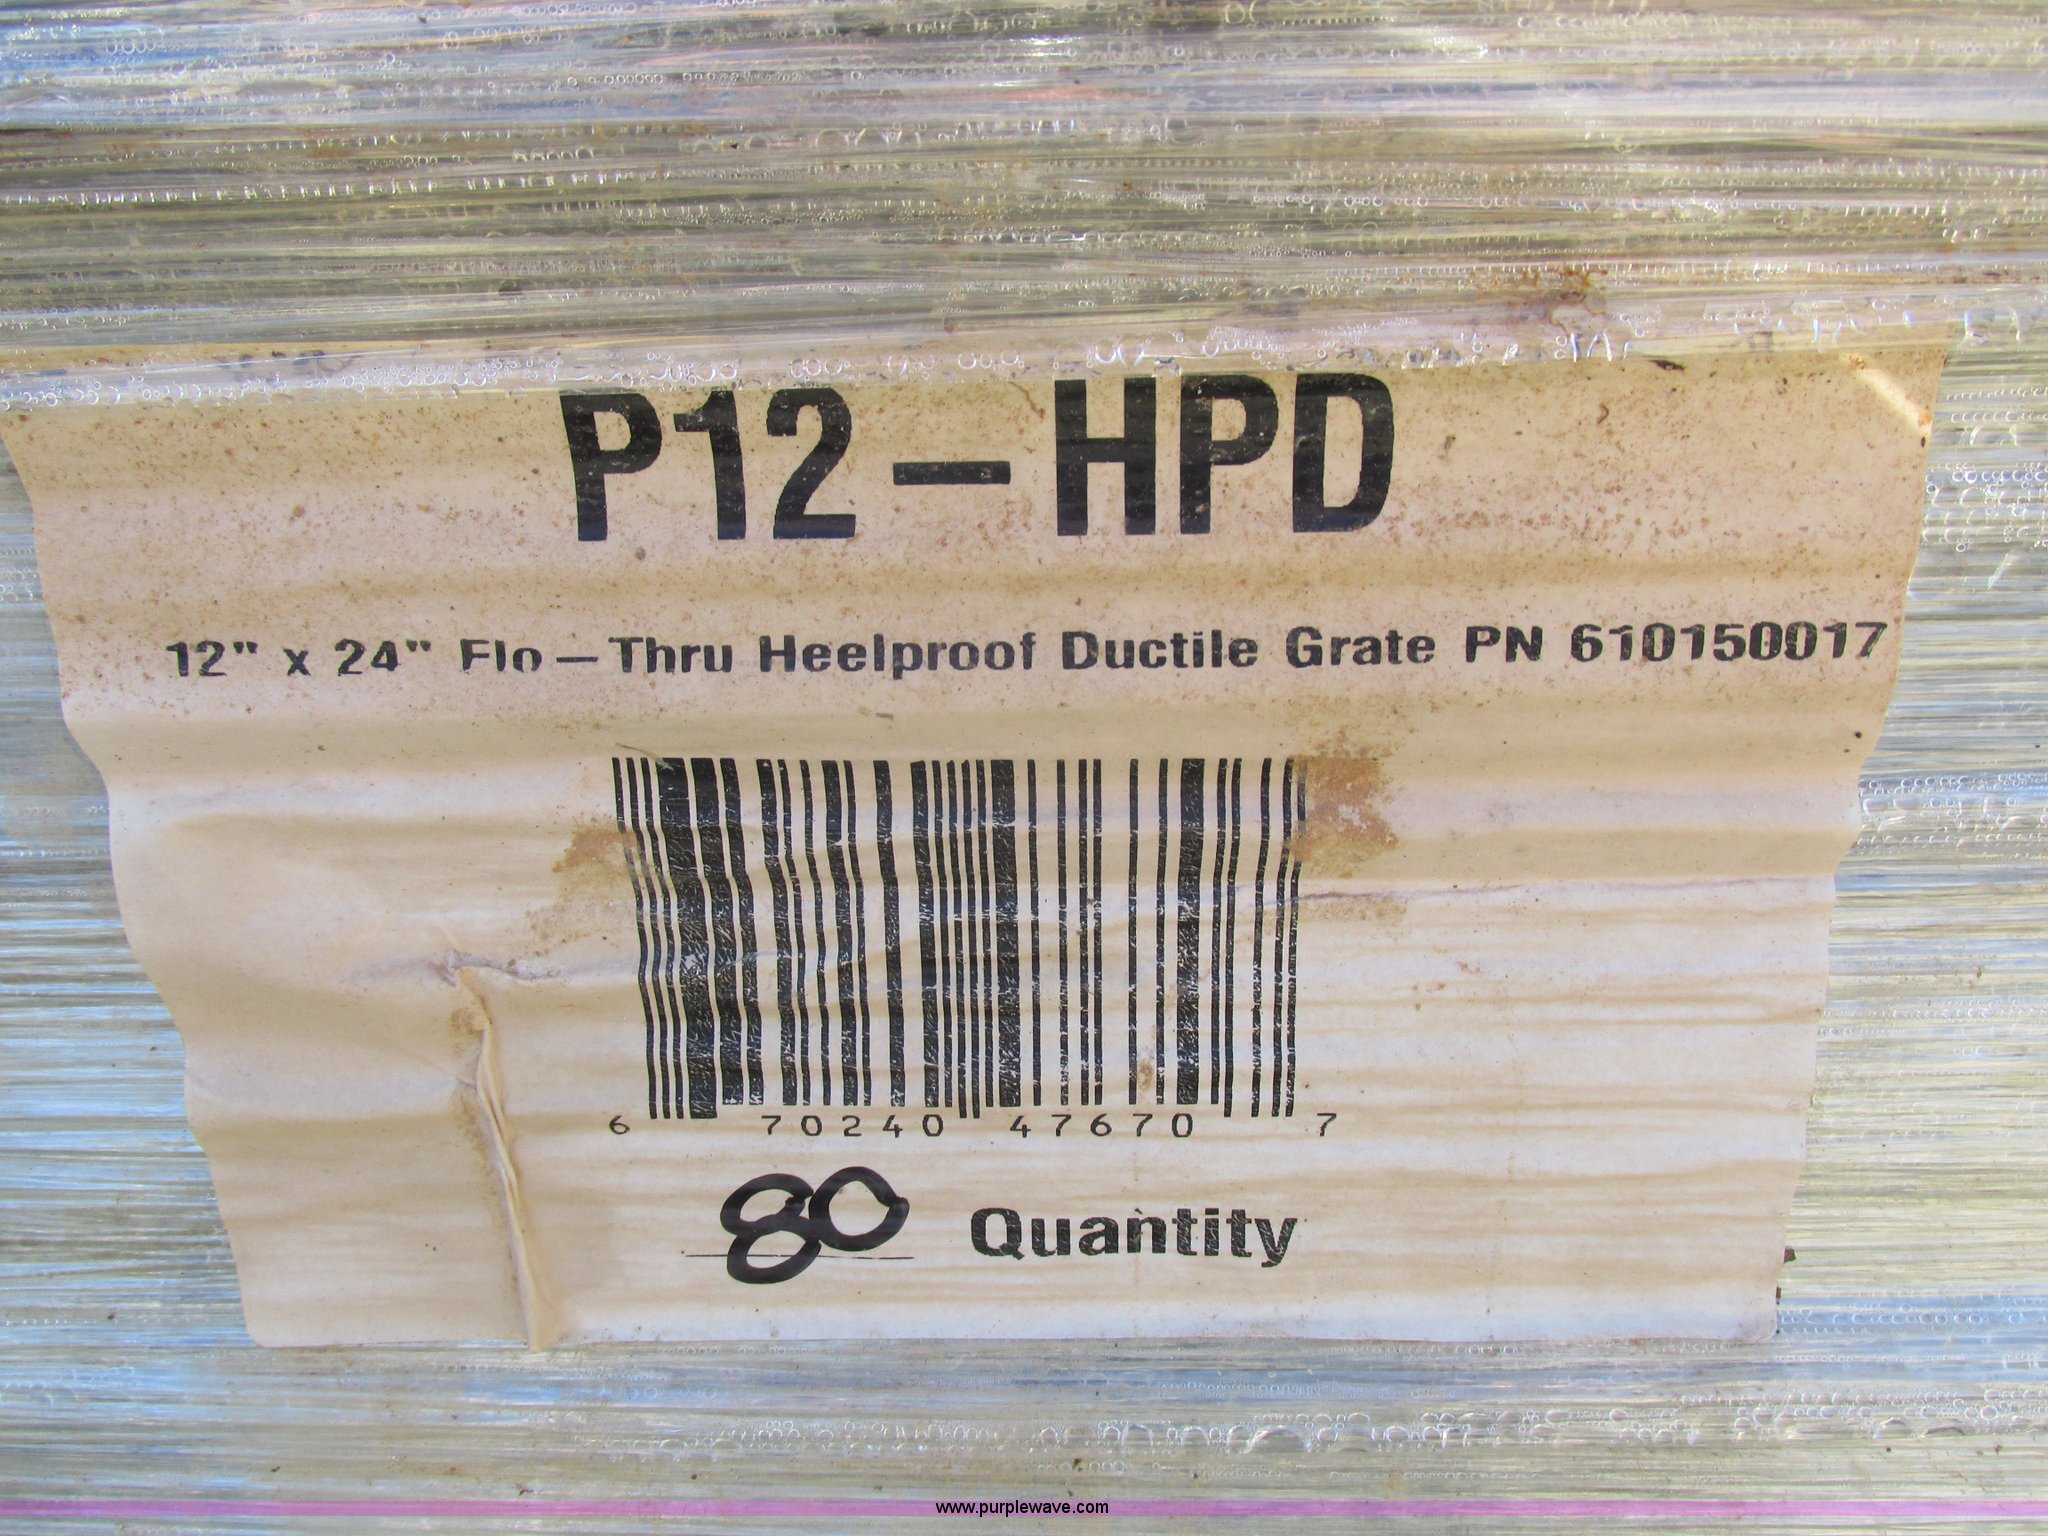 P12-HPD
12" x 24" Flo-Thru Heelproof Ductile Grate PN 610150017
6 70240 47670 7
80 Quantity
www.purplewave.com